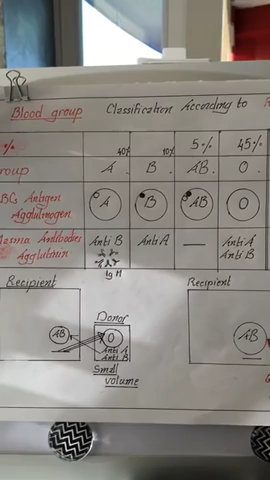 Blood group Classification According to
% 40% 10% 5% 45%
roup A B AB O
BC Antigen A B AB O
Agglutinogen
lasma Antibodies Anti B Anti A — Anti A
Agglutinin Anti B
Ig M
Recipient Recipient
Donor
AB O AB
Anti A
Anti B
Small
volume